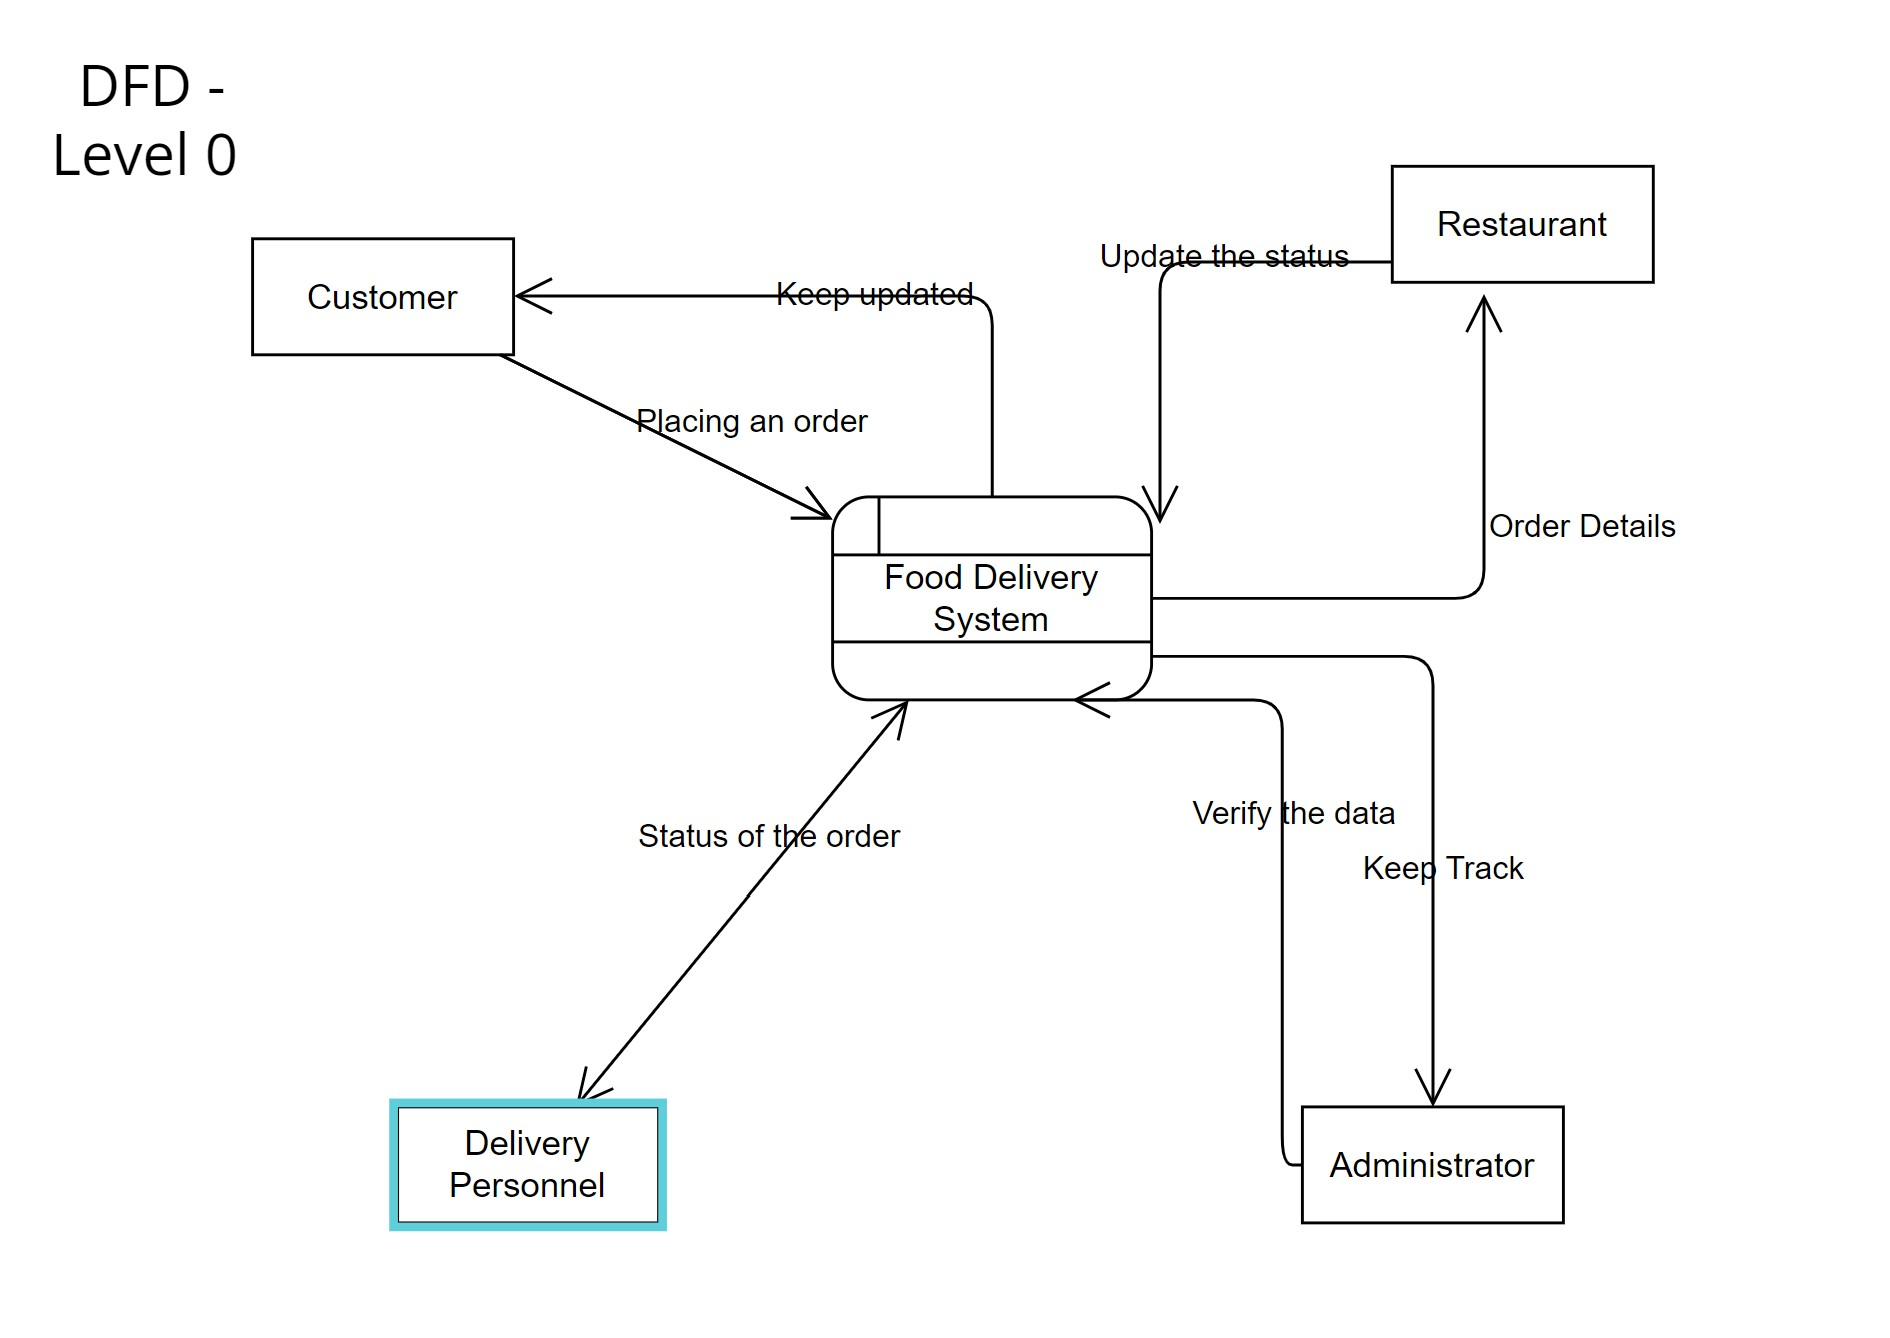 DFD -
Level 0
Restaurant
Update the status
Customer
Keep updated
Placing an order
Order Details
Food Delivery
System
Verify the data
Status of the order
Keep Track
Delivery
Personnel
Administrator